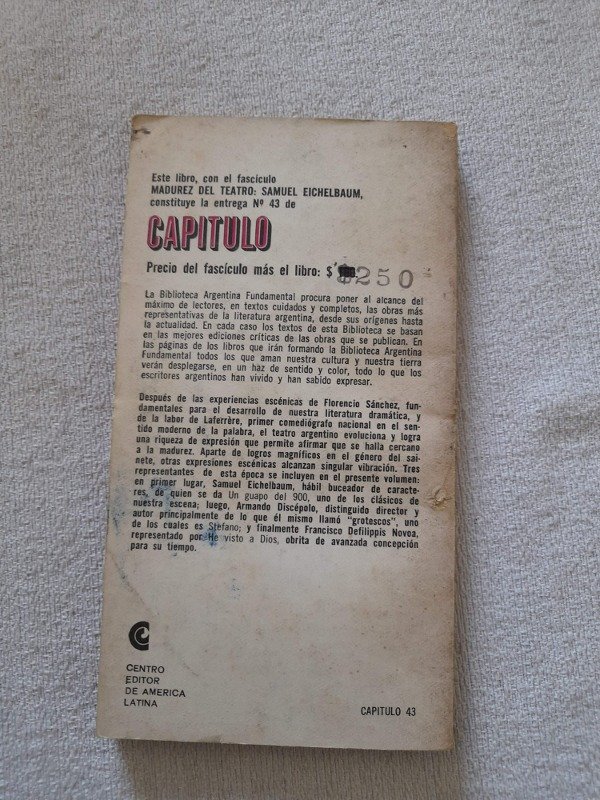 Este libro, con el fascículo
MADUREZ DEL TEATRO: SAMUEL EICHELBAUM,
constituye la entrega Nº 43 de
CAPITULO
Precio del fascículo más el libro: $ $250
La Biblioteca Argentina Fundamental procura poner al alcance del
máximo de lectores, en textos cuidados y completos, las obras más
representativas de la literatura argentina, desde sus orígenes hasta
la actualidad. En cada caso los textos de esta Biblioteca se basan
en las mejores ediciones críticas de las obras que se publican. En
las páginas de los libros que irán formando la Biblioteca Argentina
Fundamental todos los que aman nuestra cultura y nuestra tierra
verán desplegarse, en un haz de sentido y color, todo lo que los
escritores argentinos han vivido y han sabido expresar.
Después de las experiencias escénicas de Florencio Sánchez, fun-
damentales para el desarrollo de nuestra literatura dramática, y
de la labor de Laferrère, primer comediógrafo nacional en el sen-
tido moderno de la palabra, el teatro argentino evoluciona y logra
una riqueza de expresión que permite afirmar que se halla cercano
a la madurez. Aparte de logros magníficos en el género del sai-
nete, otras expresiones escénicas alcanzan singular vibración. Tres
representantes de esta época se incluyen en el presente volumen:
en primer lugar, Samuel Eichelbaum, hábil buceador de caracte-
res, de quien se da Un guapo del 900, uno de los clásicos de
nuestra escena; luego, Armando Discépolo, distinguido director y
autor principalmente de lo que él mismo llamó "grotescos", uno
de los cuales es Stefano; y finalmente Francisco Defilippis Novoa,
representado por He visto a Dios, obrita de avanzada concepción
para su tiempo.
CENTRO
EDITOR
DE AMERICA
LATINA
CAPITULO 43